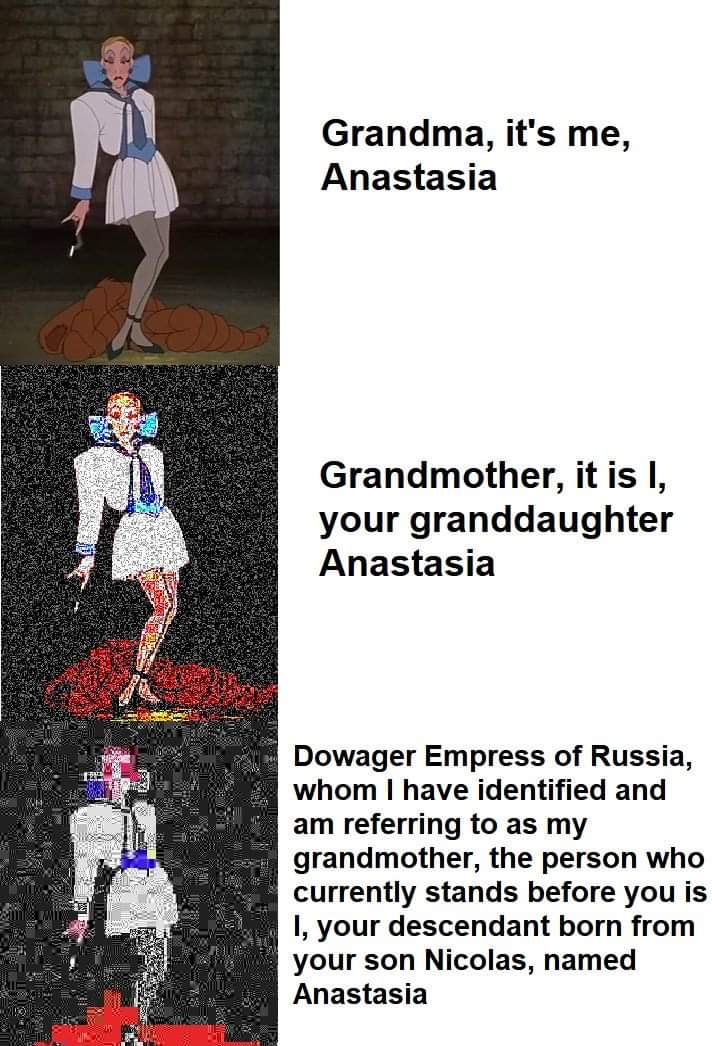 Grandma, it's me,
Anastasia
Grandmother, it is I,
your granddaughter
Anastasia
Dowager Empress of Russia,
whom I have identified and
am referring to as my
grandmother, the person who
currently stands before you is
I, your descendant born from
your son Nicolas, named
Anastasia